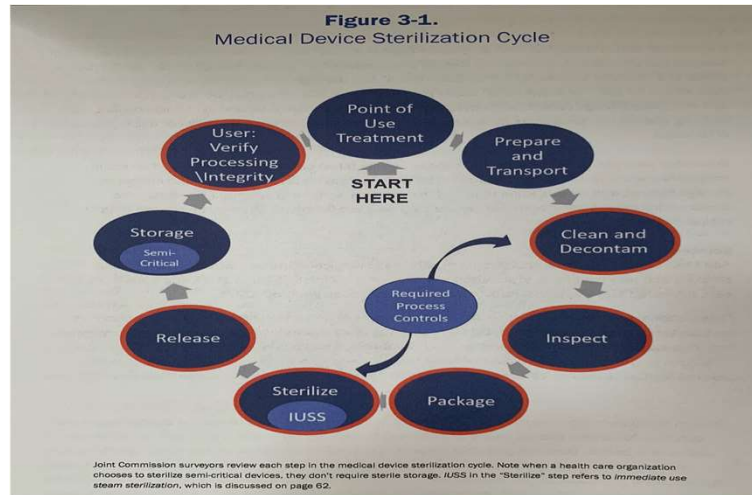 Figure 3-1.
Medical Device Sterilization Cycle
Point of
Use
Treatment
START
HERE
Prepare
and
Transport
Clean and
Decontam
Inspect
Package
Sterilize
IUSS
Release
Storage
Semi-
Critical
User:
Verify
Processing
\Integrity
Required
Process
Controls
Joint Commission surveyors review each step in the medical device sterilization cycle. Note when a health care organization
chooses to sterilize semi-critical devices, they don't require sterile storage. IUSS in the "Sterilize" step refers to immediate use
steam sterilization, which is discussed on page 62.